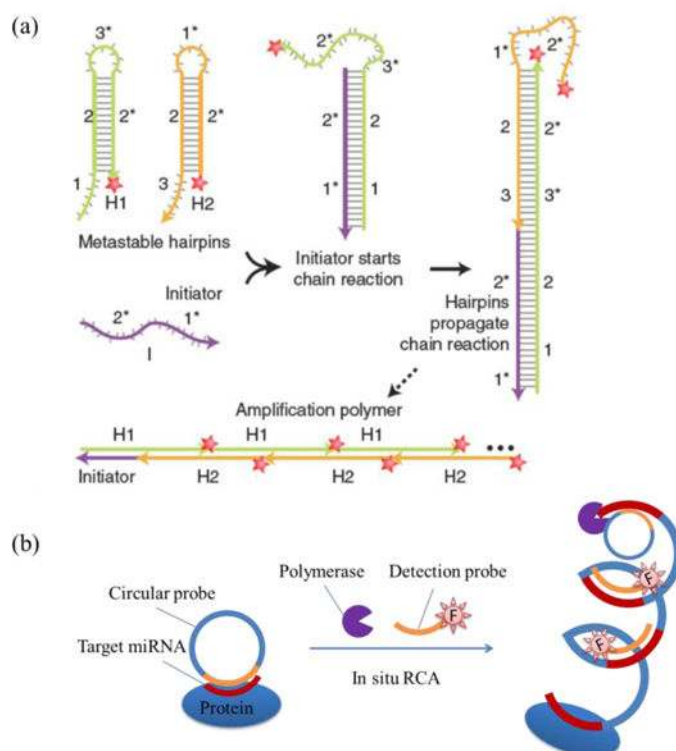 (a)
3*
1*
2 2*
2 2*
1
H1
3
H2
Metastable hairpins
Initiator
2* 1*
I
2*
3*
2* 2
1* 1
Initiator starts
chain reaction
1* 2*
2 2*
3 3*
2* 2
Hairpins
propagate
chain reaction
1
1*
Amplification polymer
H1 H1 H1
Initiator H2 H2 H2
(b)
Circular probe
Target miRNA
Protein
Polymerase Detection probe
F
In situ RCA
F
F